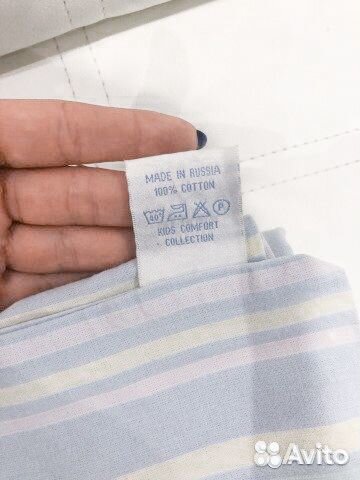 MADE IN RUSSIA
100% COTTON
40° P
KIDS COMFORT
COLLECTION
Avito